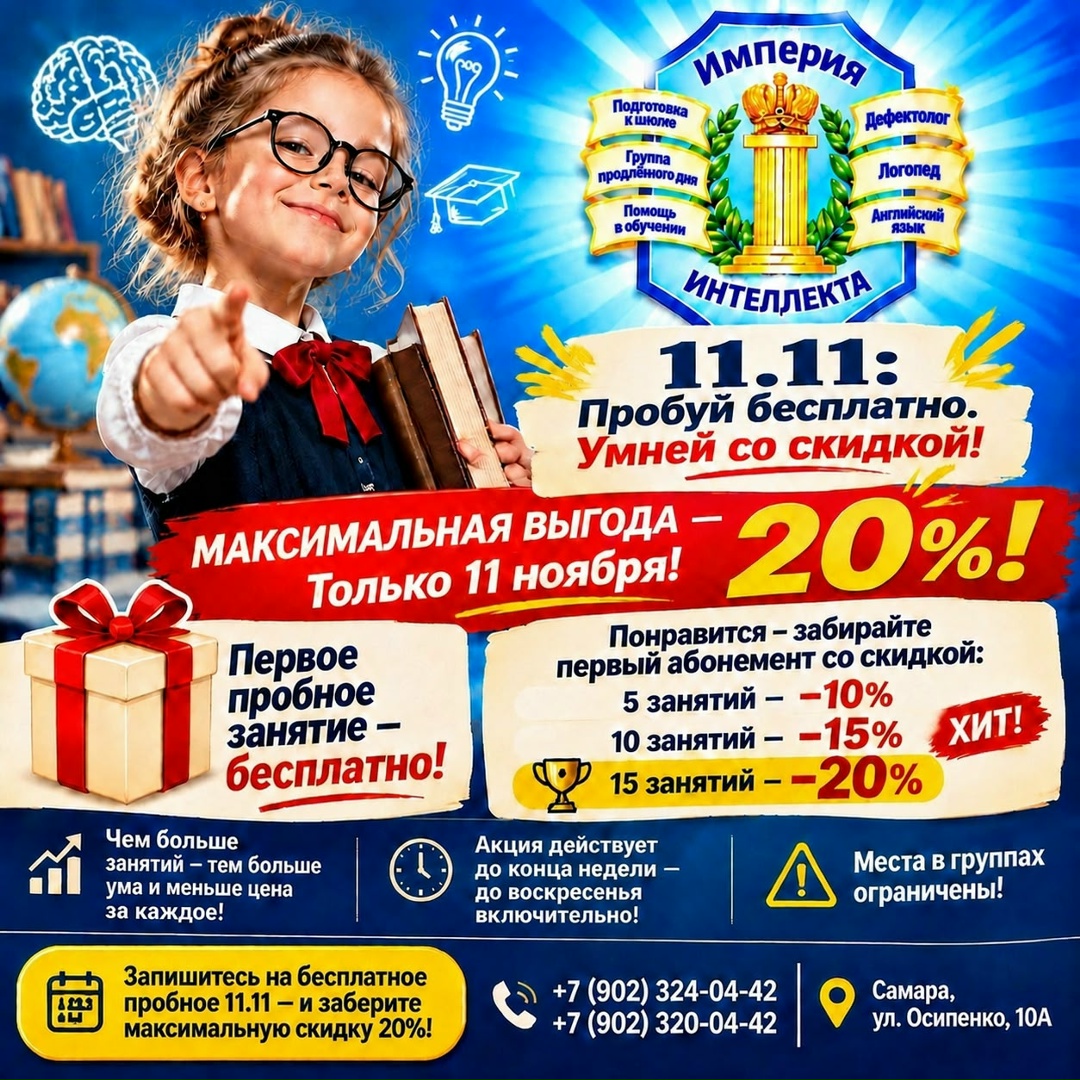 Империя
Подготовка
к школе
Группа
продлённого дня
Помощь
в обучении
Дефектолог
Логопед
Английский
язык
ИНТЕЛЛЕКТА
11.11:
Пробуй бесплатно.
Умней со скидкой!
МАКСИМАЛЬНАЯ ВЫГОДА –
Только 11 ноября!
20%!
Первое
пробное
занятие –
бесплатно!
Понравится – забирайте
первый абонемент со скидкой:
5 занятий – –10%
10 занятий – –15%
ХИТ!
15 занятий – –20%
Чем больше
занятий – тем больше
ума и меньше цена
за каждое!
Акция действует
до конца недели –
до воскресенья
включительно!
Места в группах
ограничены!
Запишитесь на бесплатное
пробное 11.11 – и заберите
максимальную скидку 20%!
+7 (902) 324-04-42
+7 (902) 320-04-42
Самара,
ул. Осипенко, 10А